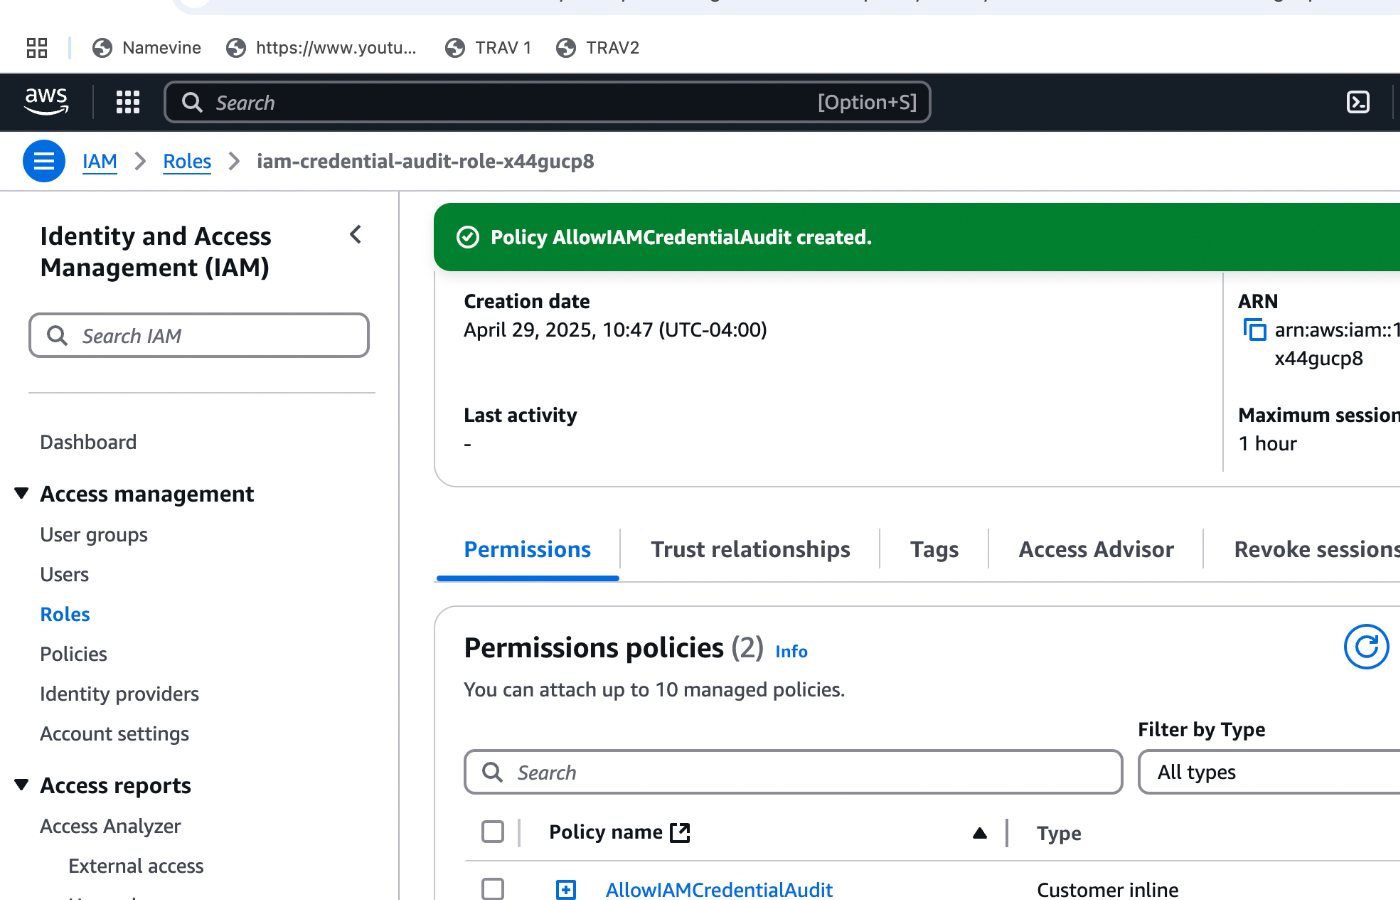 Namevine
https://www.youtu...
TRAV 1
TRAV2
aws
Search
[Option+S]
IAM
Roles
iam-credential-audit-role-x44gucp8
Identity and Access
Management (IAM)
Search IAM
Dashboard
Access management
User groups
Users
Roles
Policies
Identity providers
Account settings
Access reports
Access Analyzer
External access
Policy AllowIAMCredentialAudit created.
Creation date
April 29, 2025, 10:47 (UTC-04:00)
Last activity
-
ARN
arn:aws:iam::1
x44gucp8
Maximum session
1 hour
Permissions
Trust relationships
Tags
Access Advisor
Revoke sessions
Permissions policies (2) Info
You can attach up to 10 managed policies.
Filter by Type
Search
All types
Policy name
Type
AllowIAMCredentialAudit
Customer inline